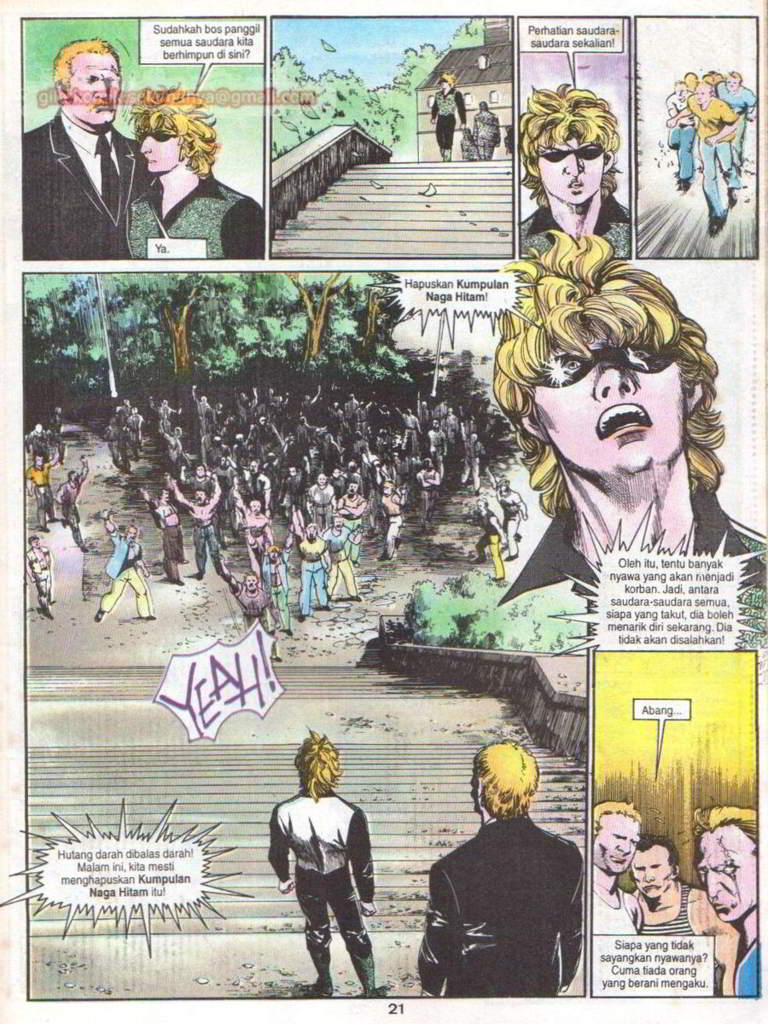 Sudahkah bos panggil
semua saudara kita
berhimpun di sini?
Ya.
Perhatian saudara-
saudara sekalian!
Hapuskan Kumpulan
Naga Hitam!
Oleh itu, tentu banyak
nyawa yang akan menjadi
korban. Jadi, antara
saudara-saudara semua,
siapa yang takut, dia boleh
menarik diri sekarang. Dia
tidak akan disalahkan!
YEAH!
Hutang darah dibalas darah!
Malam ini, kita mesti
menghapuskan Kumpulan
Naga Hitam itu!
Abang...
Siapa yang tidak
sayangkan nyawanya?
Cuma tiada orang
yang berani mengaku.
21